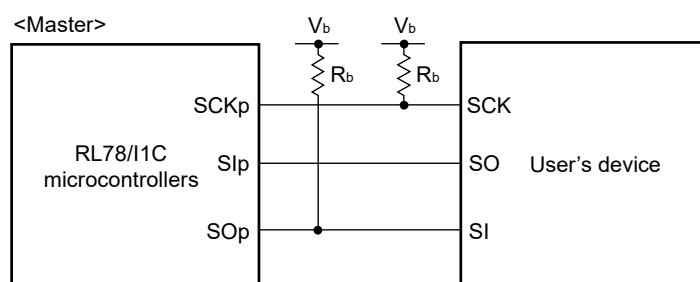 <Master>
Vb
Vb
Rb
Rb
SCKp
SCK
RL78/I1C
microcontrollers
SIp
SO
User's device
SOp
SI